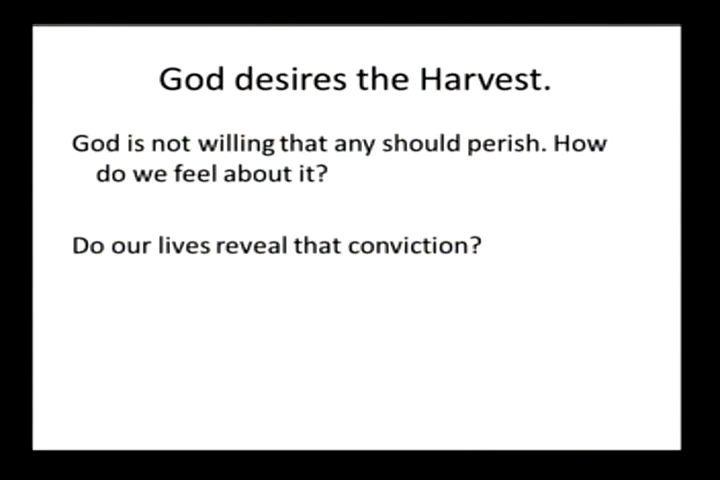 God desires the Harvest.
God is not willing that any should perish. How
do we feel about it?
Do our lives reveal that conviction?